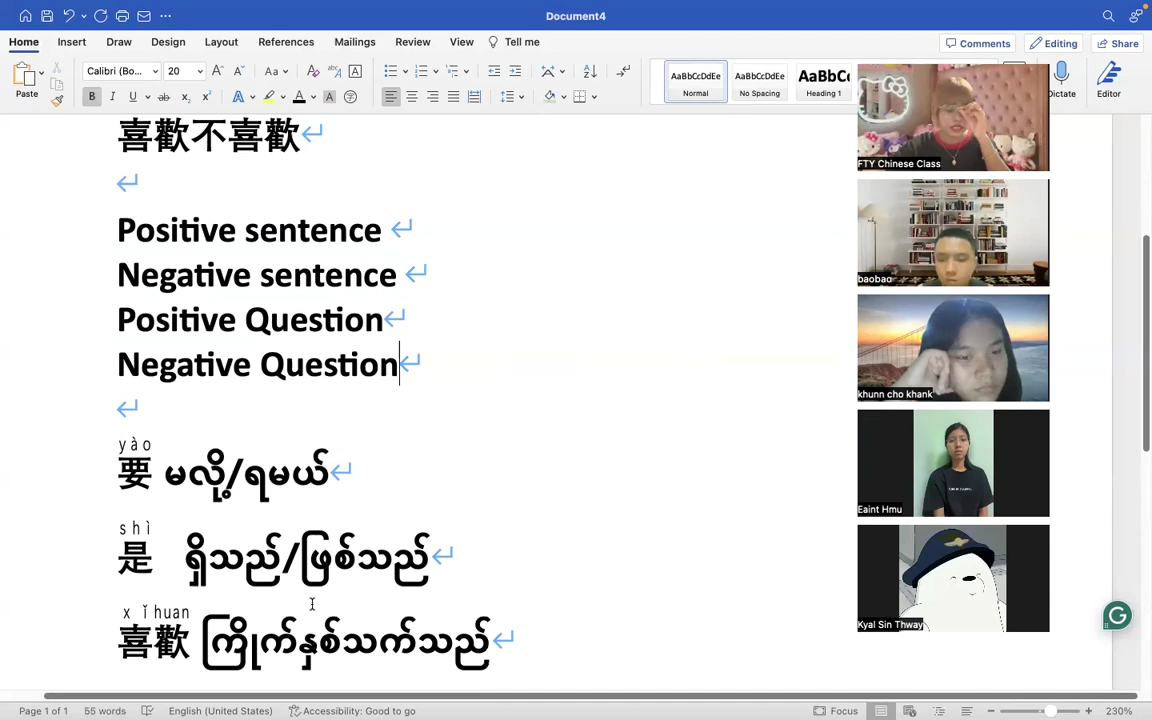 Document4
Home Insert Draw Design Layout References Mailings Review View Tell me
Comments Editing Share
Calibri (Bo... 20
Paste
AaBbCcDdEe AaBbCcDdEe AaBbC
Normal No Spacing Heading 1
Dictate Editor
喜歡不喜歡
Positive sentence
Negative sentence
Positive Question
Negative Question
yào
要 မလို့/ရမယ်
shì
是 ရှိသည်/ဖြစ်သည်
xǐhuan
喜歡 ကြိုက်နှစ်သက်သည်
FTY Chinese Class
baobao
khunn cho khank
Eaint Hmu
Kyal Sin Thway
Page 1 of 1 55 words English (United States) Accessibility: Good to go Focus 230%